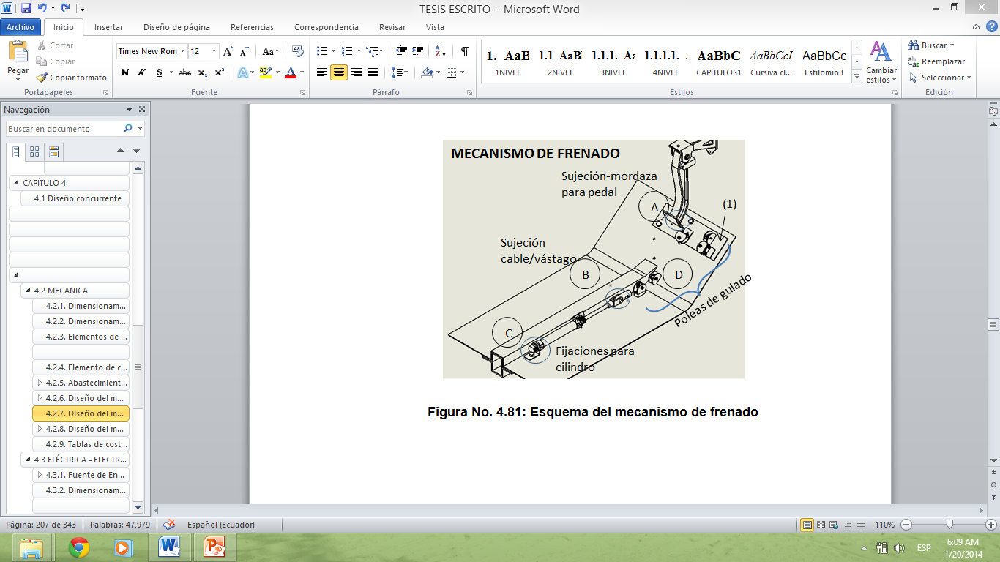 TESIS ESCRITO - Microsoft Word
Archivo Inicio Insertar Diseño de página Referencias Correspondencia Revisar Vista
Pegar
Cortar
Copiar
Copiar formato
Portapapeles
Times New Rom 12
Aa
N K S abc x₂ x²
Fuente
Párrafo
1. AaB 1.1 AaB 1.1.1. Aa 1.1.1.1. A AaBbC AaBbCcL AaBbCc
1NIVEL 2NIVEL 3NIVEL 4NIVEL CAPITULOS1 Cursiva cl... Estilomio3
Cambiar
estilos
Estilos
Buscar
Reemplazar
Seleccionar
Edición
Navegación
Buscar en documento
CAPÍTULO 4
4.1 Diseño concurrente
4.2 MECANICA
4.2.1. Dimensionam...
4.2.2. Dimensionam...
4.2.3. Elementos de ...
4.2.4. Elemento de c...
4.2.5. Abastecimient...
4.2.6. Diseño del m...
4.2.7. Diseño del m...
4.2.8. Diseño del m...
4.2.9. Tablas de cost...
4.3 ELÉCTRICA - ELECTR...
4.3.1. Fuente de En...
4.3.2. Dimensionam...
MECANISMO DE FRENADO
Sujeción-mordaza
para pedal
A
(1)
Sujeción
cable/vástago
B
D
Poleas de guiado
C
Fijaciones para
cilindro
Figura No. 4.81: Esquema del mecanismo de frenado
Página: 207 de 343 Palabras: 47,979 Español (Ecuador) 110%
ESP
6:09 AM
1/20/2014